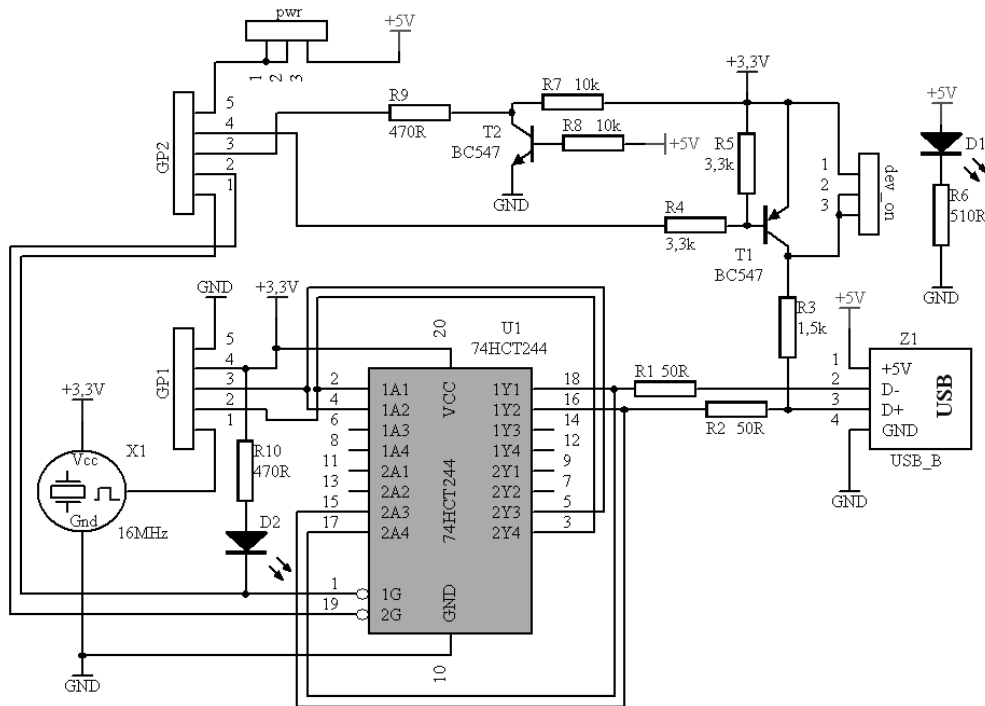 pwr
+5V
1
2
3
GP2
5
4
3
2
1
R9
470R
R7 10k
T2
BC547
R8 10k
+5V
GND
+3,3V
R5
3,3k
R4
3,3k
T1
BC547
1
2
3
dev_on
+5V
D1
R6
510R
GND
R3
1,5k
GND
+3,3V
GP1
5
4
3
2
1
+3,3V
X1
Vcc
Gnd
16MHz
GND
R10
470R
D2
U1
74HCT244
20
VCC
74HCT244
GND
10
2 1A1
4 1A2
6 1A3
8 1A4
11 2A1
13 2A2
15 2A3
17 2A4
1 1G
19 2G
1Y1 18
1Y2 16
1Y3 14
1Y4 12
2Y1 9
2Y2 7
2Y3 5
2Y4 3
R1 50R
R2 50R
+5V
Z1
1 +5V
2 D-
3 D+
4 GND
USB
USB_B
GND